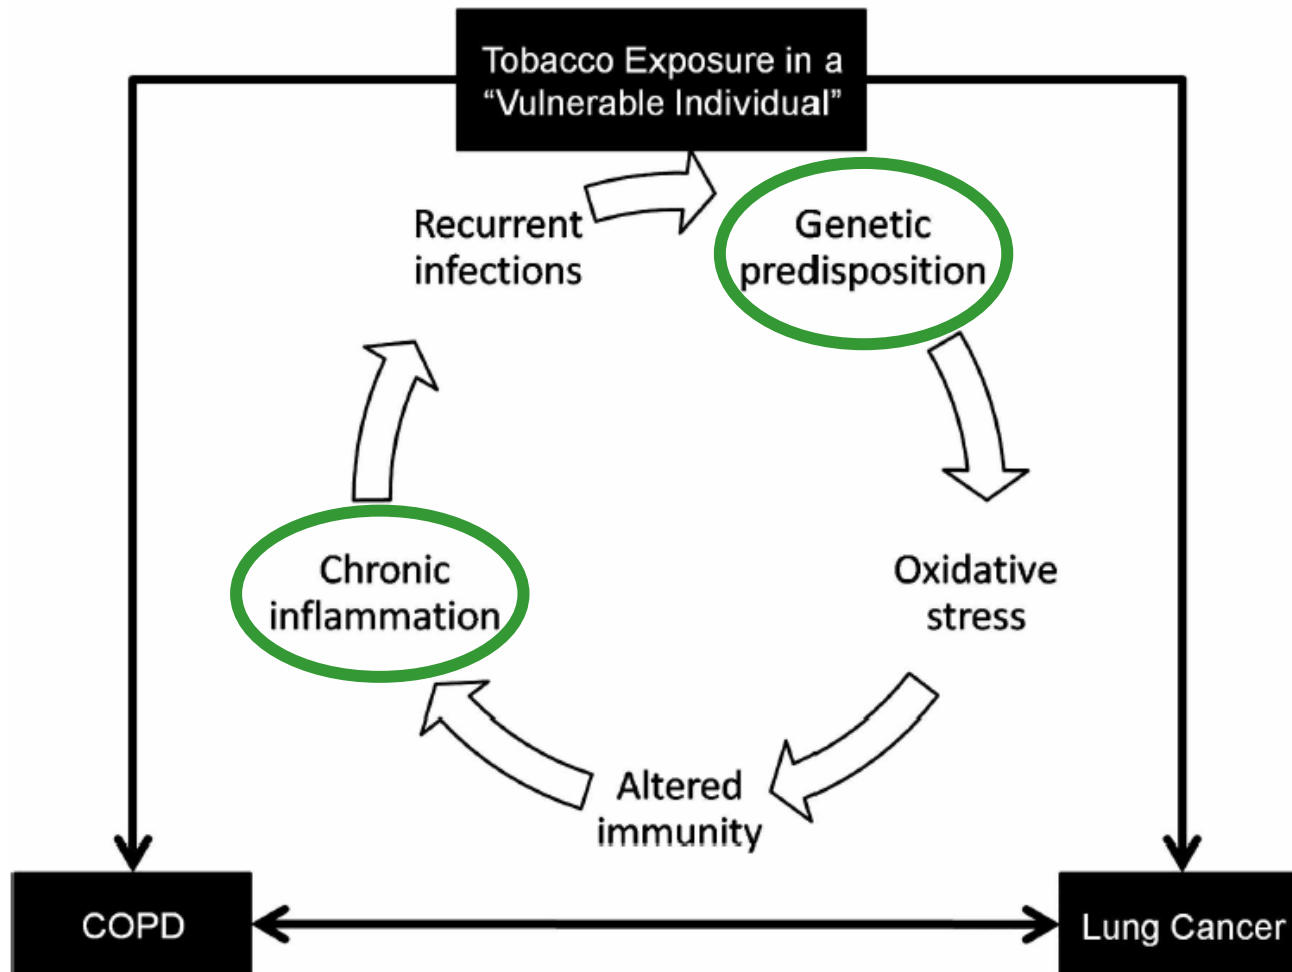 Tobacco Exposure in a
“Vulnerable Individual”
Recurrent
infections
Genetic
predisposition
Chronic
inflammation
Oxidative
stress
Altered
immunity
COPD
Lung Cancer